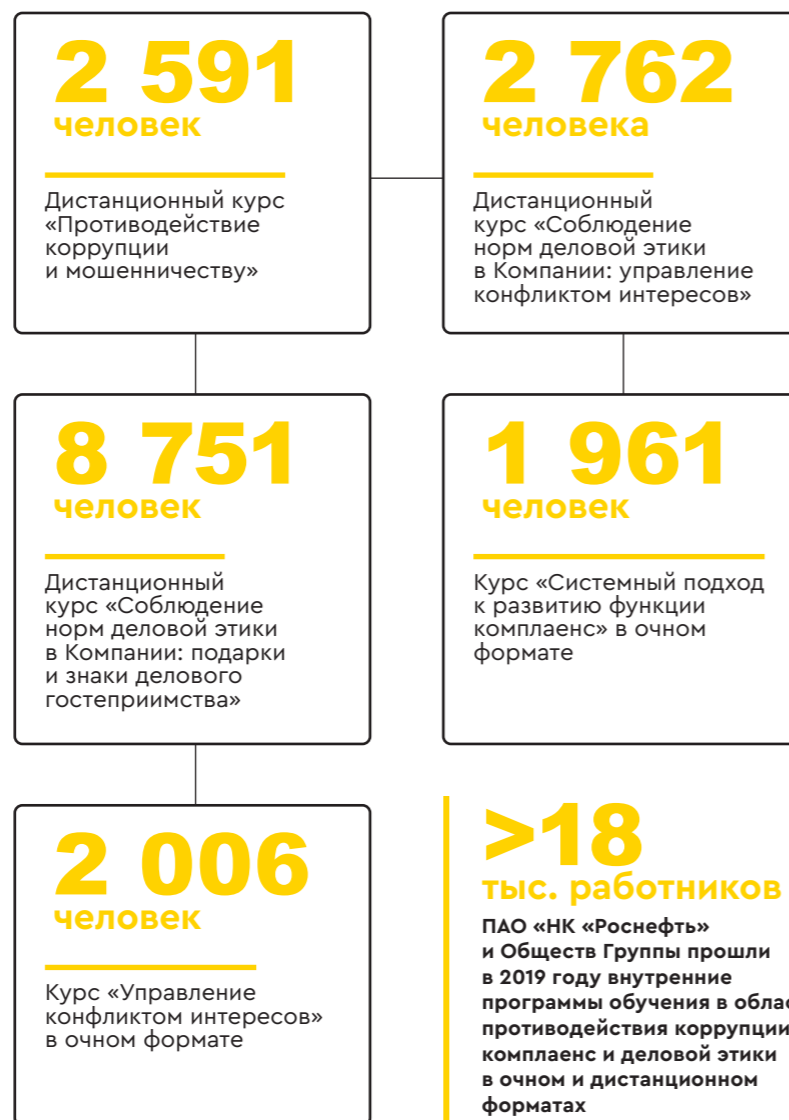 2 591
человек
Дистанционный курс
«Противодействие
коррупции
и мошенничеству»
2 762
человека
Дистанционный
курс «Соблюдение
норм деловой этики
в Компании: управление
конфликтом интересов»
8 751
человек
Дистанционный
курс «Соблюдение
норм деловой этики
в Компании: подарки
и знаки делового
гостеприимства»
1 961
человек
Курс «Системный подход
к развитию функции
комплаенс» в очном
формате
2 006
человек
Курс «Управление
конфликтом интересов»
в очном формате
>18
тыс. работников
ПАО «НК «Роснефть»
и Обществ Группы прошли
в 2019 году внутренние
программы обучения в
противодействия коррупции
комплаенс и деловой этики
в очном и дистанционном
форматах